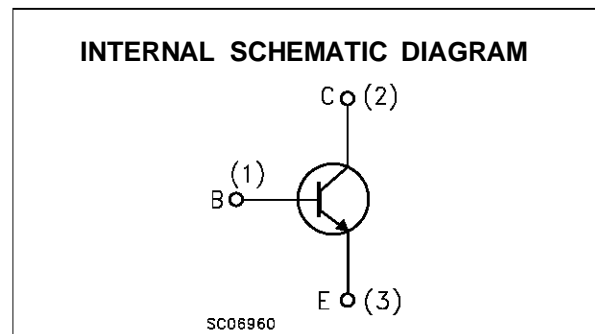 INTERNAL SCHEMATIC DIAGRAM
C (2)
(1)
B
E (3)
SC06960